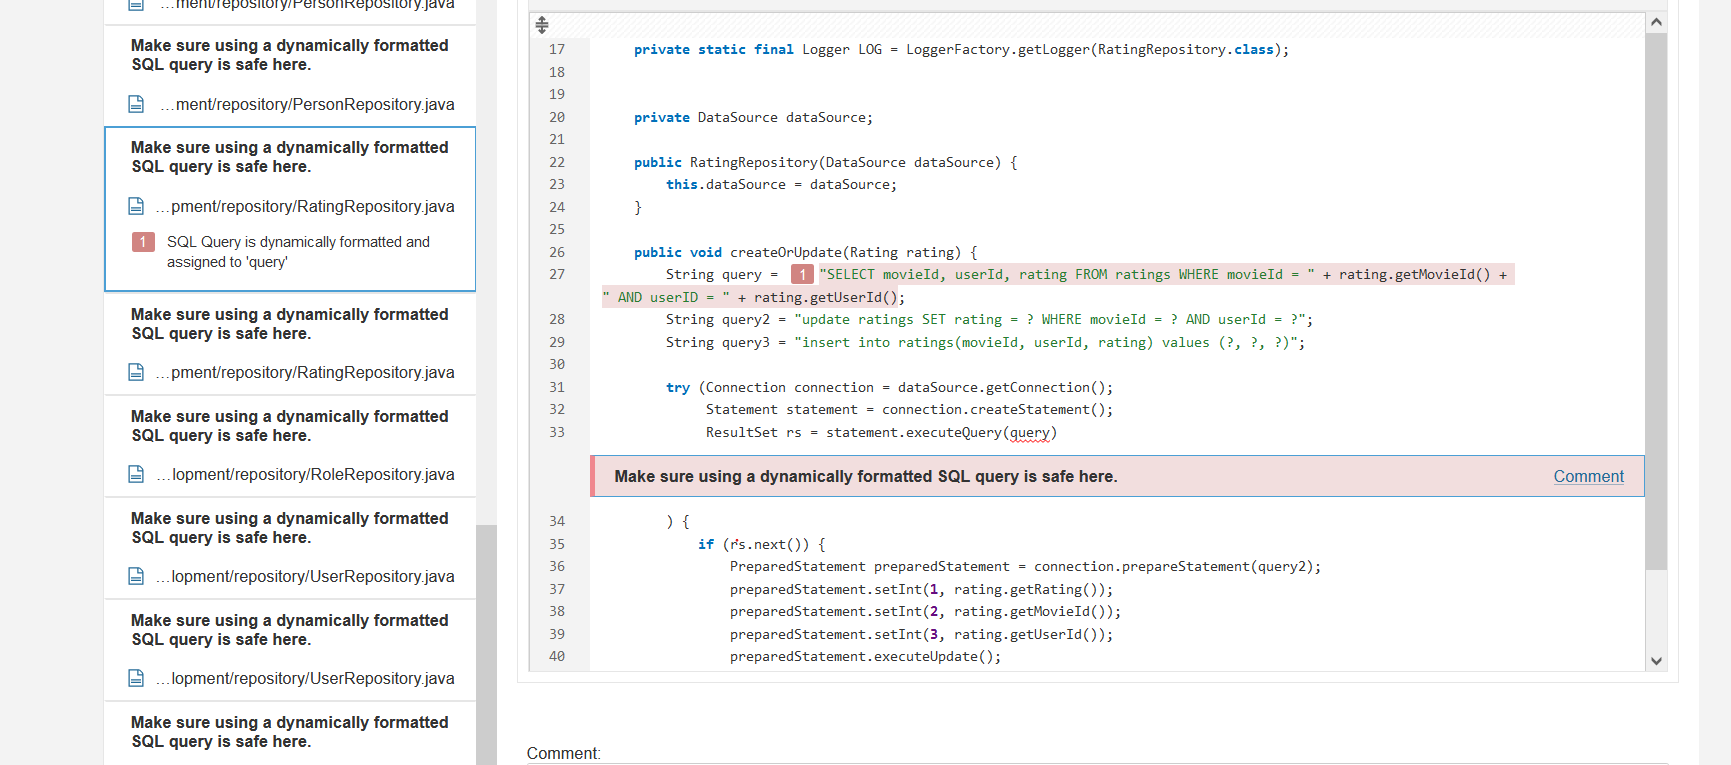 ...ment/repository/PersonRepository.java
Make sure using a dynamically formatted
SQL query is safe here.
...ment/repository/PersonRepository.java
Make sure using a dynamically formatted
SQL query is safe here.
...pment/repository/RatingRepository.java
1 SQL Query is dynamically formatted and
assigned to 'query'
Make sure using a dynamically formatted
SQL query is safe here.
...pment/repository/RatingRepository.java
Make sure using a dynamically formatted
SQL query is safe here.
...lopment/repository/RoleRepository.java
Make sure using a dynamically formatted
SQL query is safe here.
...lopment/repository/UserRepository.java
Make sure using a dynamically formatted
SQL query is safe here.
...lopment/repository/UserRepository.java
Make sure using a dynamically formatted
SQL query is safe here.
17 private static final Logger LOG = LoggerFactory.getLogger(RatingRepository.class);
18
19
20 private DataSource dataSource;
21
22 public RatingRepository(DataSource dataSource) {
23 this.dataSource = dataSource;
24 }
25
26 public void createOrUpdate(Rating rating) {
27 String query = 1 "SELECT movieId, userId, rating FROM ratings WHERE movieId = " + rating.getMovieId() +
" AND userID = " + rating.getUserId();
28 String query2 = "update ratings SET rating = ? WHERE movieId = ? AND userId = ?";
29 String query3 = "insert into ratings(movieId, userId, rating) values (?, ?, ?)";
30
31 try (Connection connection = dataSource.getConnection();
32 Statement statement = connection.createStatement();
33 ResultSet rs = statement.executeQuery(query)
Make sure using a dynamically formatted SQL query is safe here. Comment
34 ) {
35 if (rs.next()) {
36 PreparedStatement preparedStatement = connection.prepareStatement(query2);
37 preparedStatement.setInt(1, rating.getRating());
38 preparedStatement.setInt(2, rating.getMovieId());
39 preparedStatement.setInt(3, rating.getUserId());
40 preparedStatement.executeUpdate();
Comment: